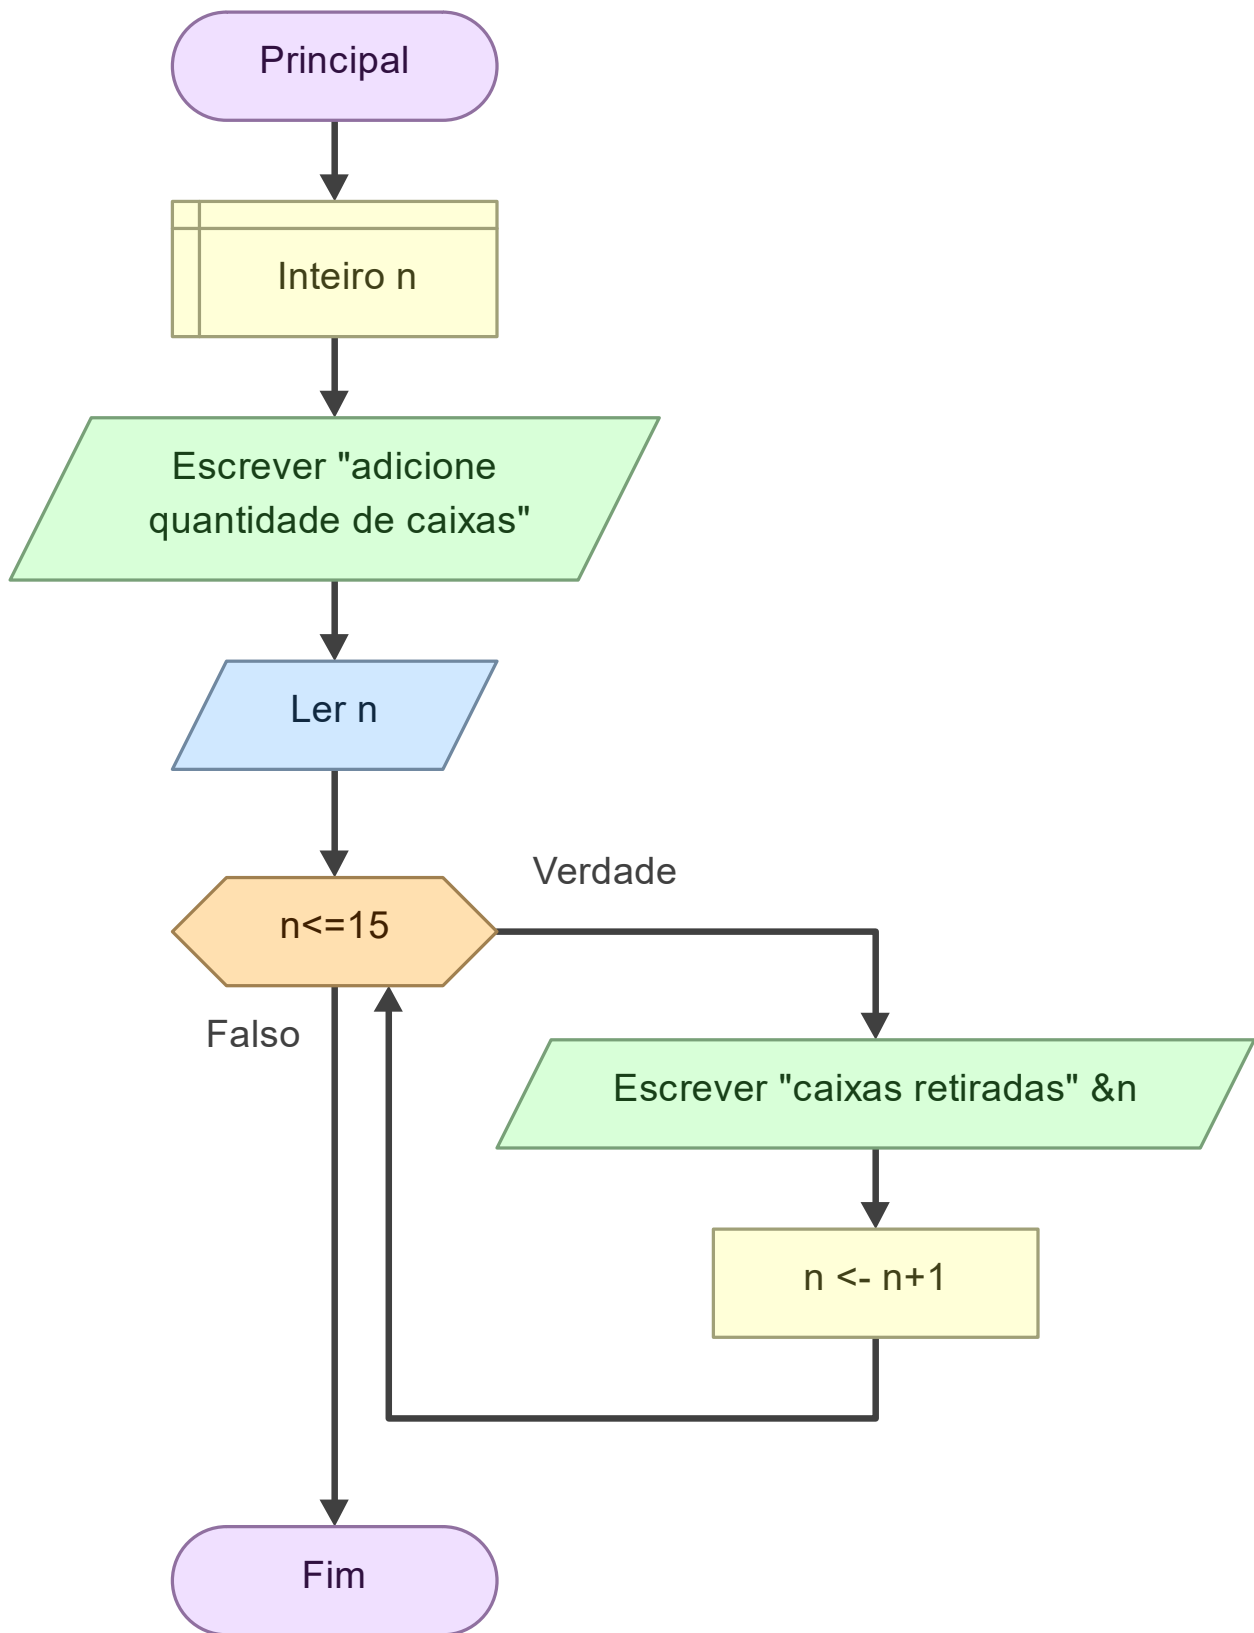 Principal
Inteiro n
Escrever "adicione
quantidade de caixas"
Ler n
n<=15
Verdade
Falso
Escrever "caixas retiradas" &n
n <- n+1
Fim